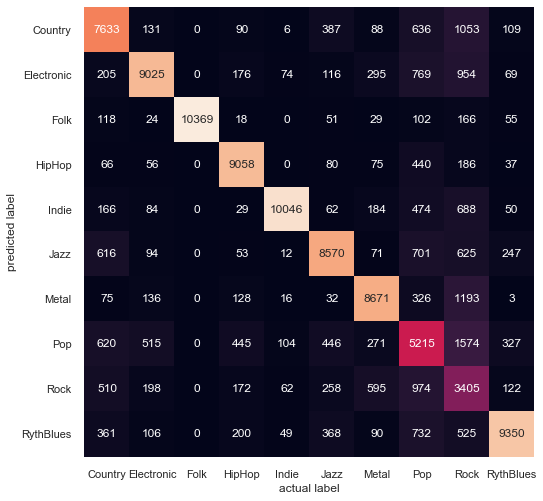 Country 7633 131 0 90 6 387 88 636 1053 109
Electronic 205 9025 0 176 74 116 295 769 954 69
Folk 118 24 10369 18 0 51 29 102 166 55
HipHop 66 56 0 9058 0 80 75 440 186 37
Indie 166 84 0 29 10046 62 184 474 688 50
predicted label
Jazz 616 94 0 53 12 8570 71 701 625 247
Metal 75 136 0 128 16 32 8671 326 1193 3
Pop 620 515 0 445 104 446 271 5215 1574 327
Rock 510 198 0 172 62 258 595 974 3405 122
RythBlues 361 106 0 200 49 368 90 732 525 9350
Country Electronic Folk HipHop Indie Jazz Metal Pop Rock RythBlues
actual label